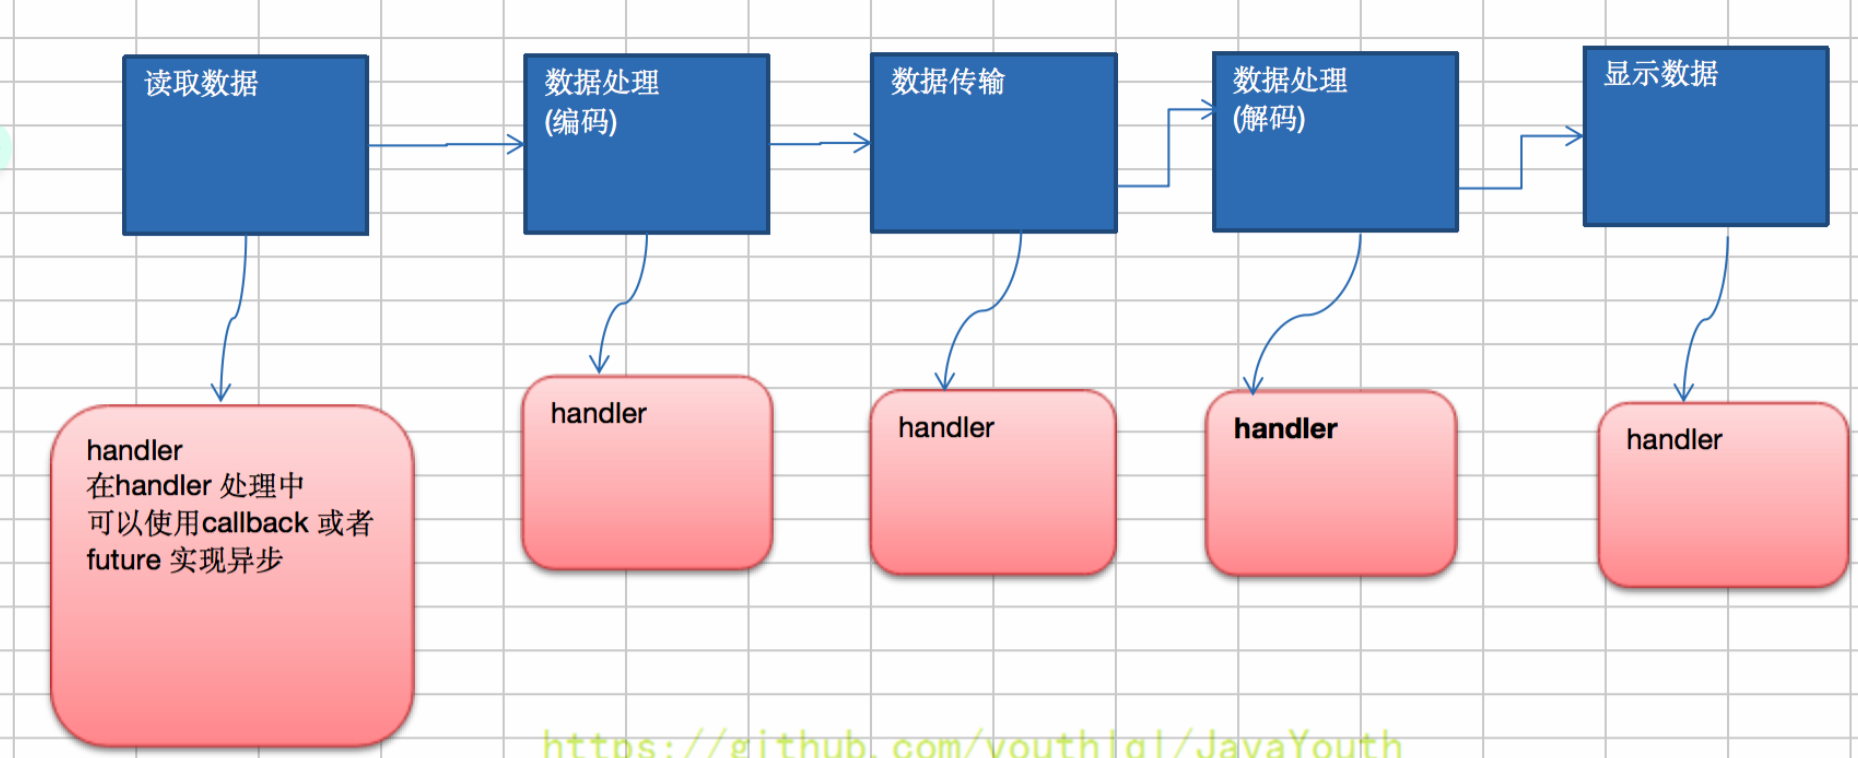 读取数据
数据处理
(编码)
数据传输
数据处理
(解码)
显示数据
handler
在handler 处理中
可以使用callback 或者
future 实现异步
handler
handler
handler
handler
https://github.com/youthlql/JavaYouth